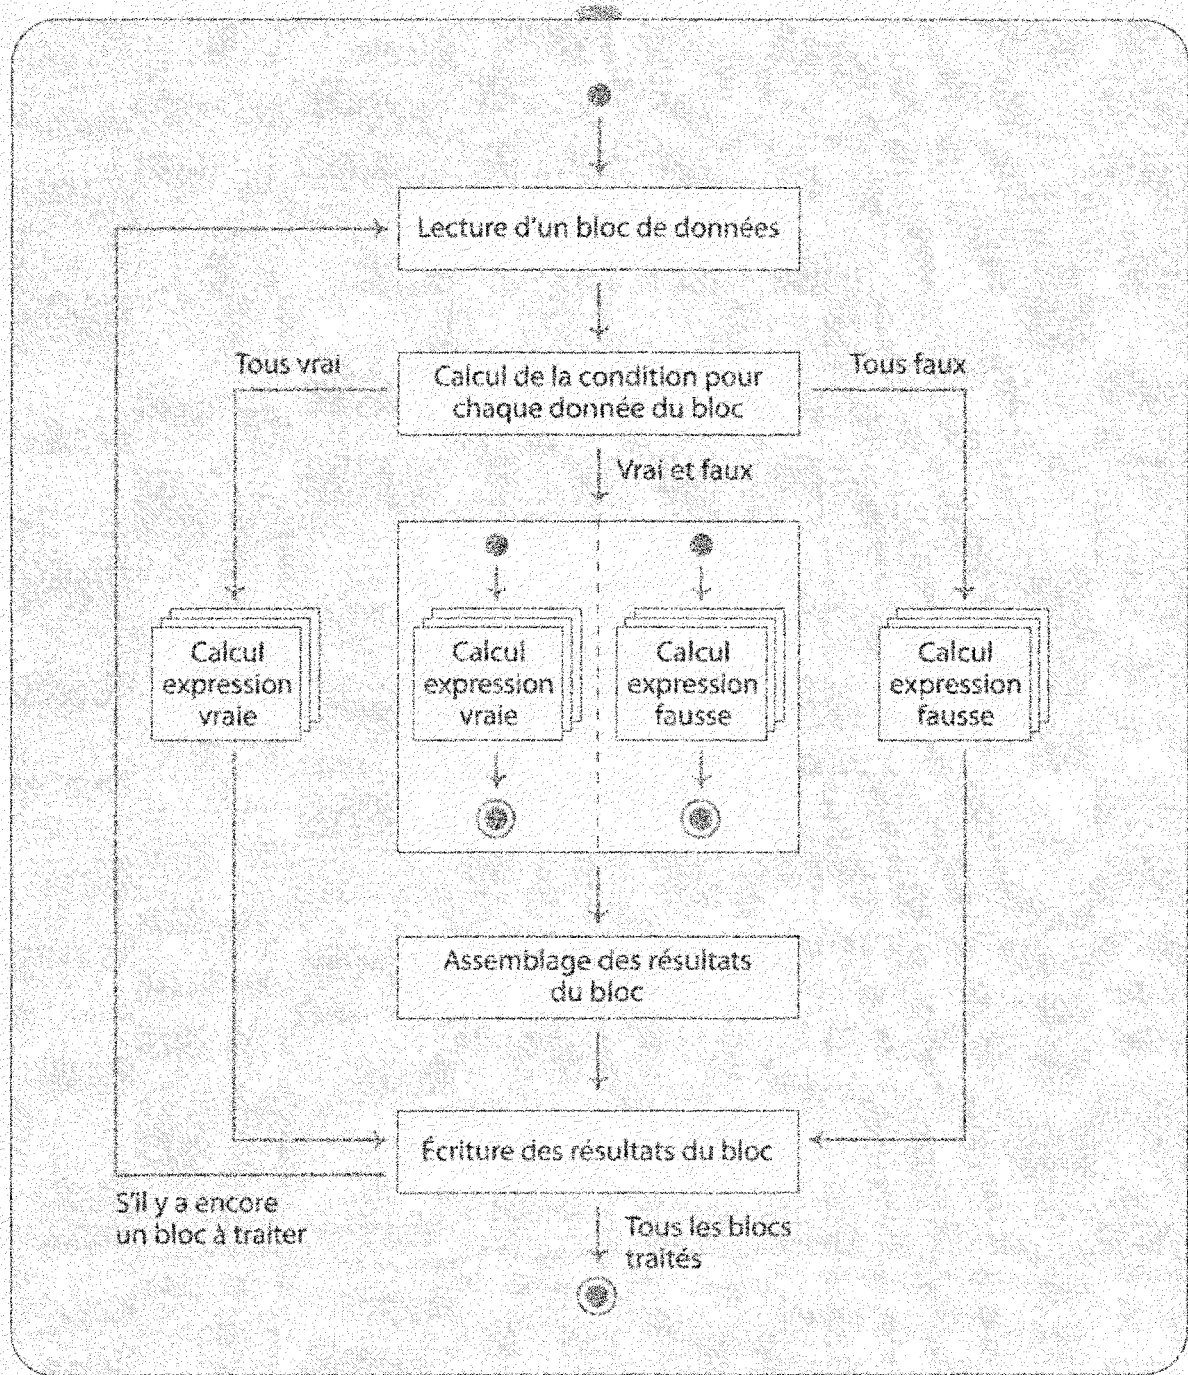 Lecture d'un bloc de données
Tous vrai
Calcul de la condition pour
chaque donnée du bloc
Tous faux
Vrai et faux
Calcul
expression
vraie
Calcul
expression
vraie
Calcul
expression
fausse
Calcul
expression
fausse
Assemblage des résultats
du bloc
Écriture des résultats du bloc
S'il y a encore
un bloc à traiter
Tous les blocs
traités